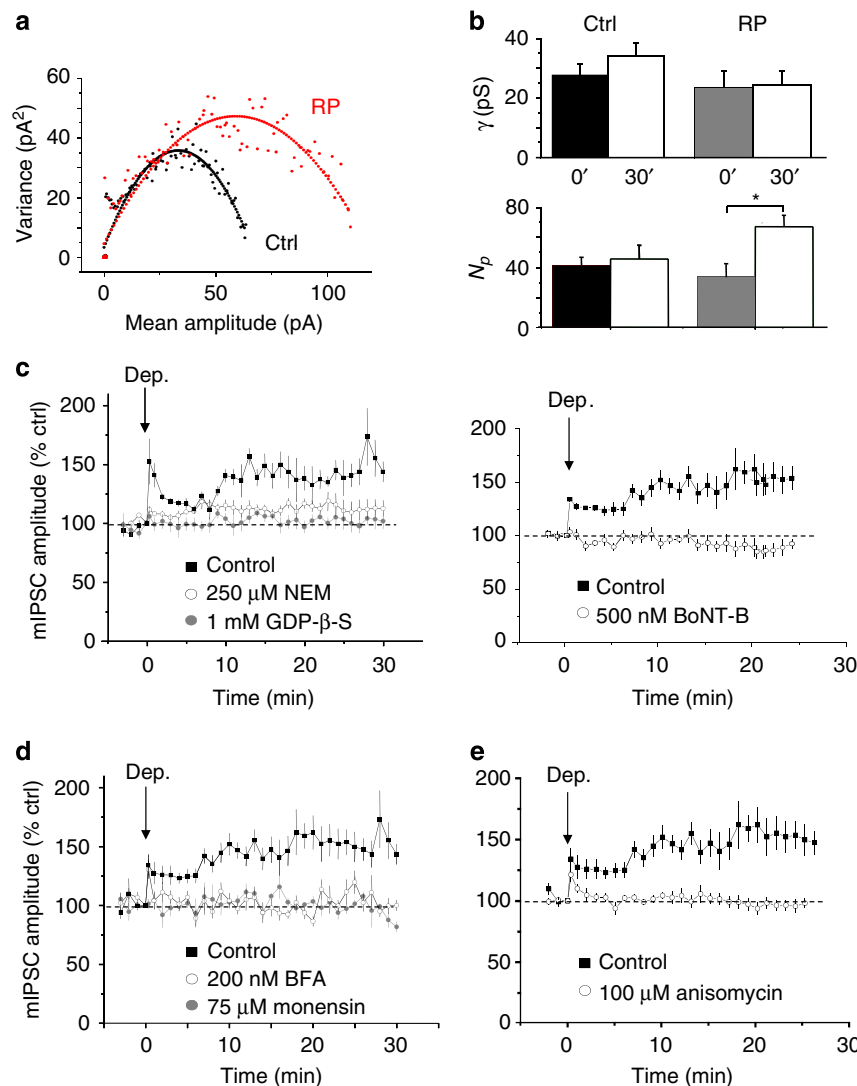 a
Variance (pA²)
60
40
20
0
RP
Ctrl
0
50
100
Mean amplitude (pA)
b
Ctrl
RP
γ (pS)
40
20
0
0′
30′
0′
30′
*
Np
80
40
0
c
Dep.
mIPSC amplitude (% ctrl)
200
150
100
50
0
Control
250 μM NEM
1 mM GDP-β-S
0
10
20
30
Time (min)
Dep.
200
150
100
50
0
Control
500 nM BoNT-B
0
10
20
30
Time (min)
d
Dep.
mIPSC amplitude (% ctrl)
200
150
100
50
0
Control
200 nM BFA
75 μM monensin
0
10
20
30
Time (min)
e
Dep.
200
150
100
50
0
Control
100 μM anisomycin
0
10
20
30
Time (min)